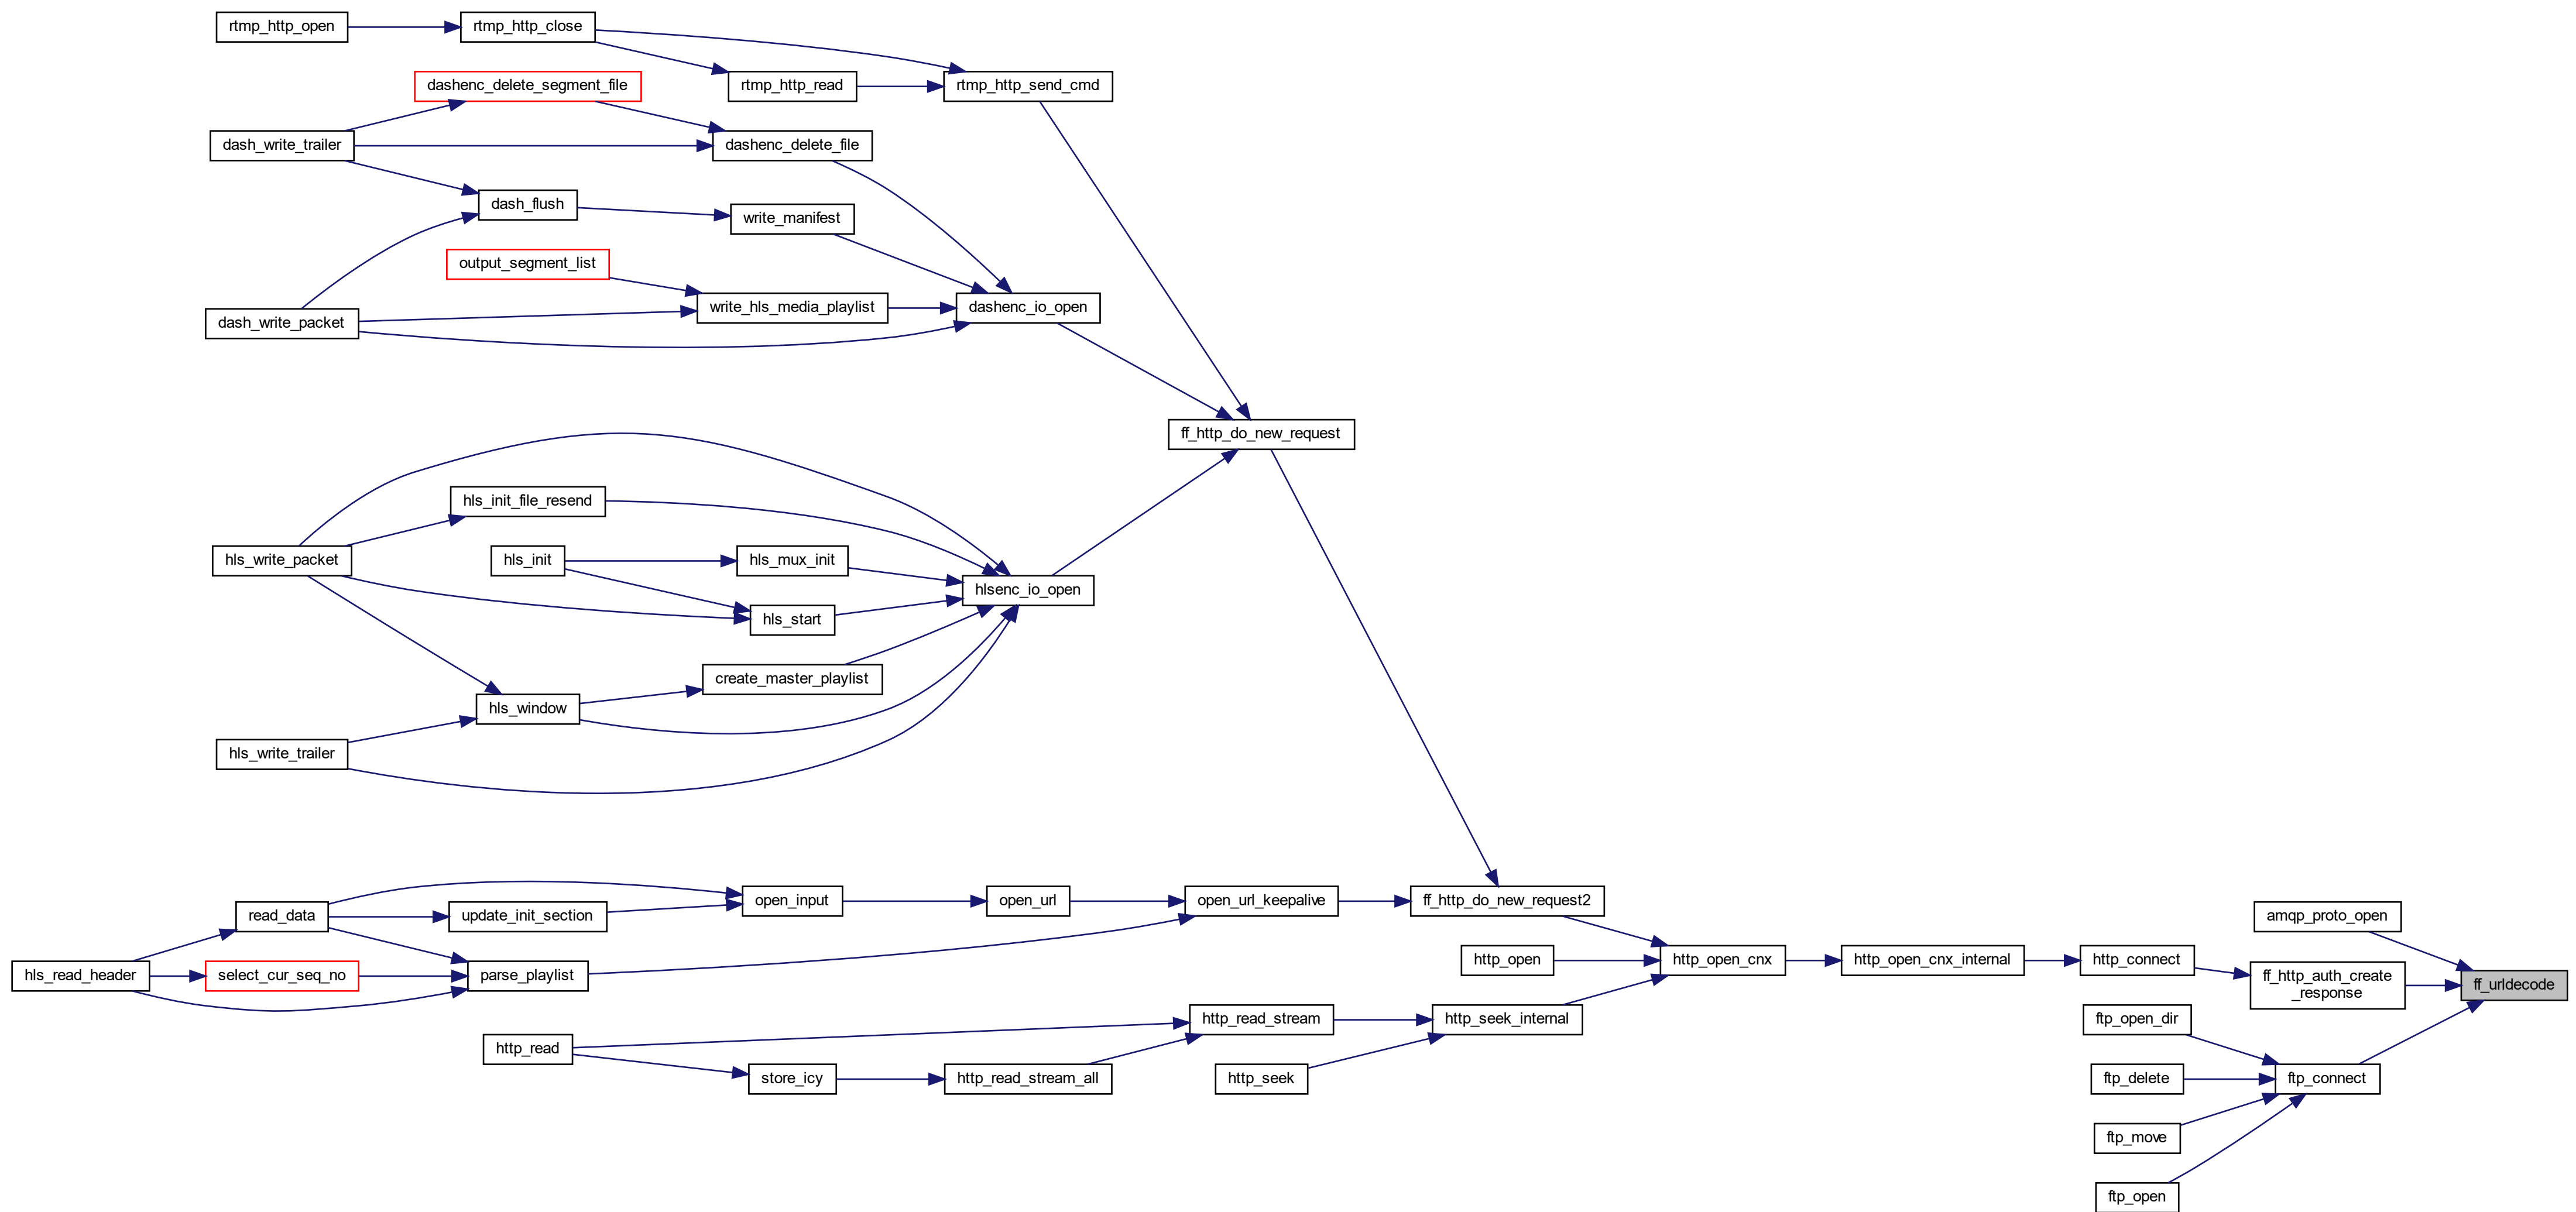 rtmp_http_open
rtmp_http_close
dashenc_delete_segment_file
rtmp_http_read
rtmp_http_send_cmd
dash_write_trailer
dashenc_delete_file
dash_flush
write_manifest
output_segment_list
dash_write_packet
write_hls_media_playlist
dashenc_io_open
ff_http_do_new_request
hls_init_file_resend
hls_write_packet
hls_init
hls_mux_init
hlsenc_io_open
hls_start
create_master_playlist
hls_window
hls_write_trailer
read_data
update_init_section
open_input
open_url
open_url_keepalive
ff_http_do_new_request2
amqp_proto_open
hls_read_header
select_cur_seq_no
parse_playlist
http_open
http_open_cnx
http_open_cnx_internal
http_connect
ff_http_auth_create
_response
ff_urldecode
http_read
http_read_stream
http_seek_internal
ftp_open_dir
store_icy
http_read_stream_all
http_seek
ftp_delete
ftp_connect
ftp_move
ftp_open